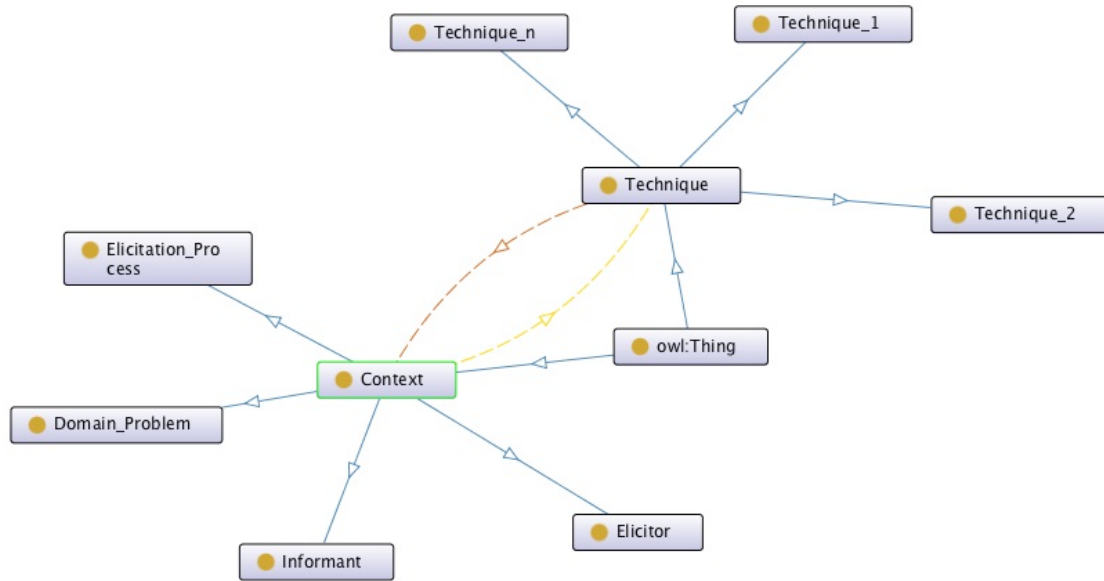 Technique_n
Technique_1
Technique
Technique_2
Elicitation_Pro
cess
owl:Thing
Context
Domain_Problem
Elicitor
Informant